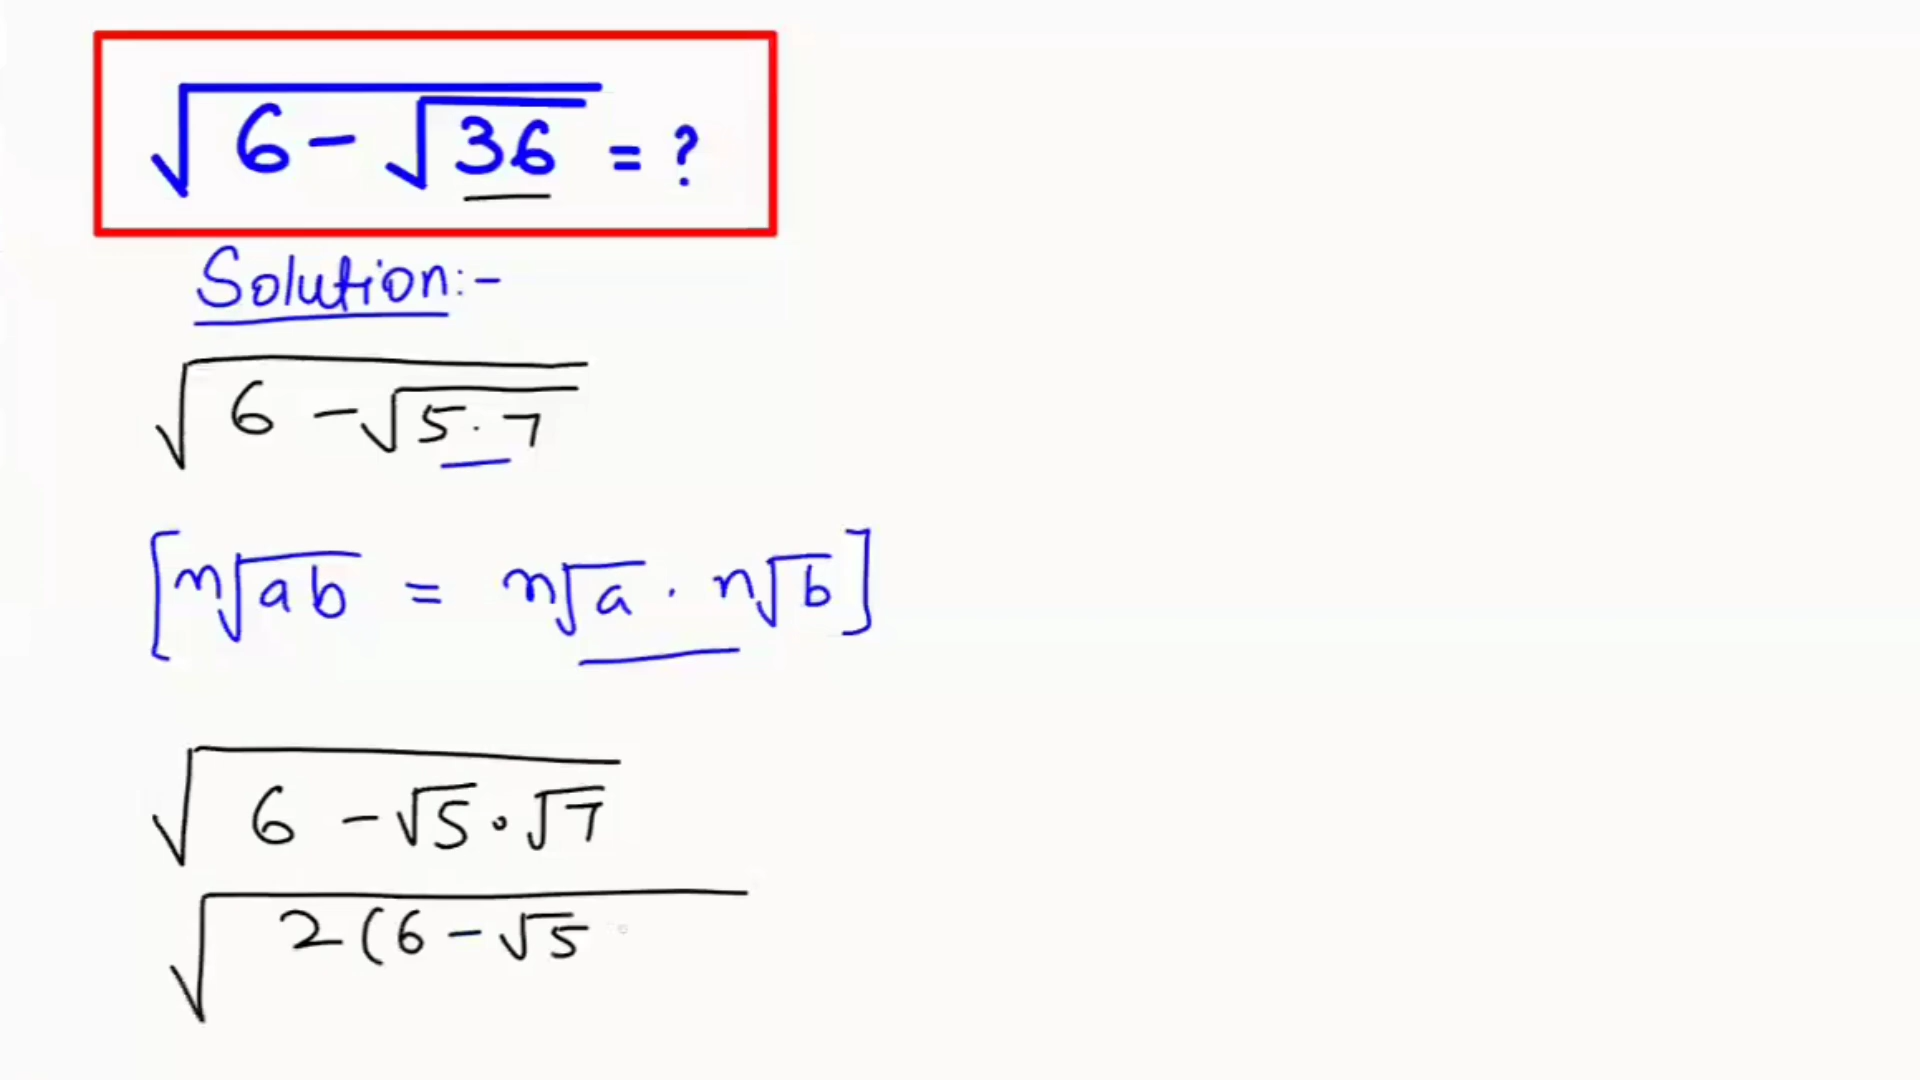 √(6-√36) = ?
Solution:-
√(6-√(5·7))
[ⁿ√(ab) = ⁿ√a · ⁿ√b]
√(6-√5·√7)
√(2(6-√5